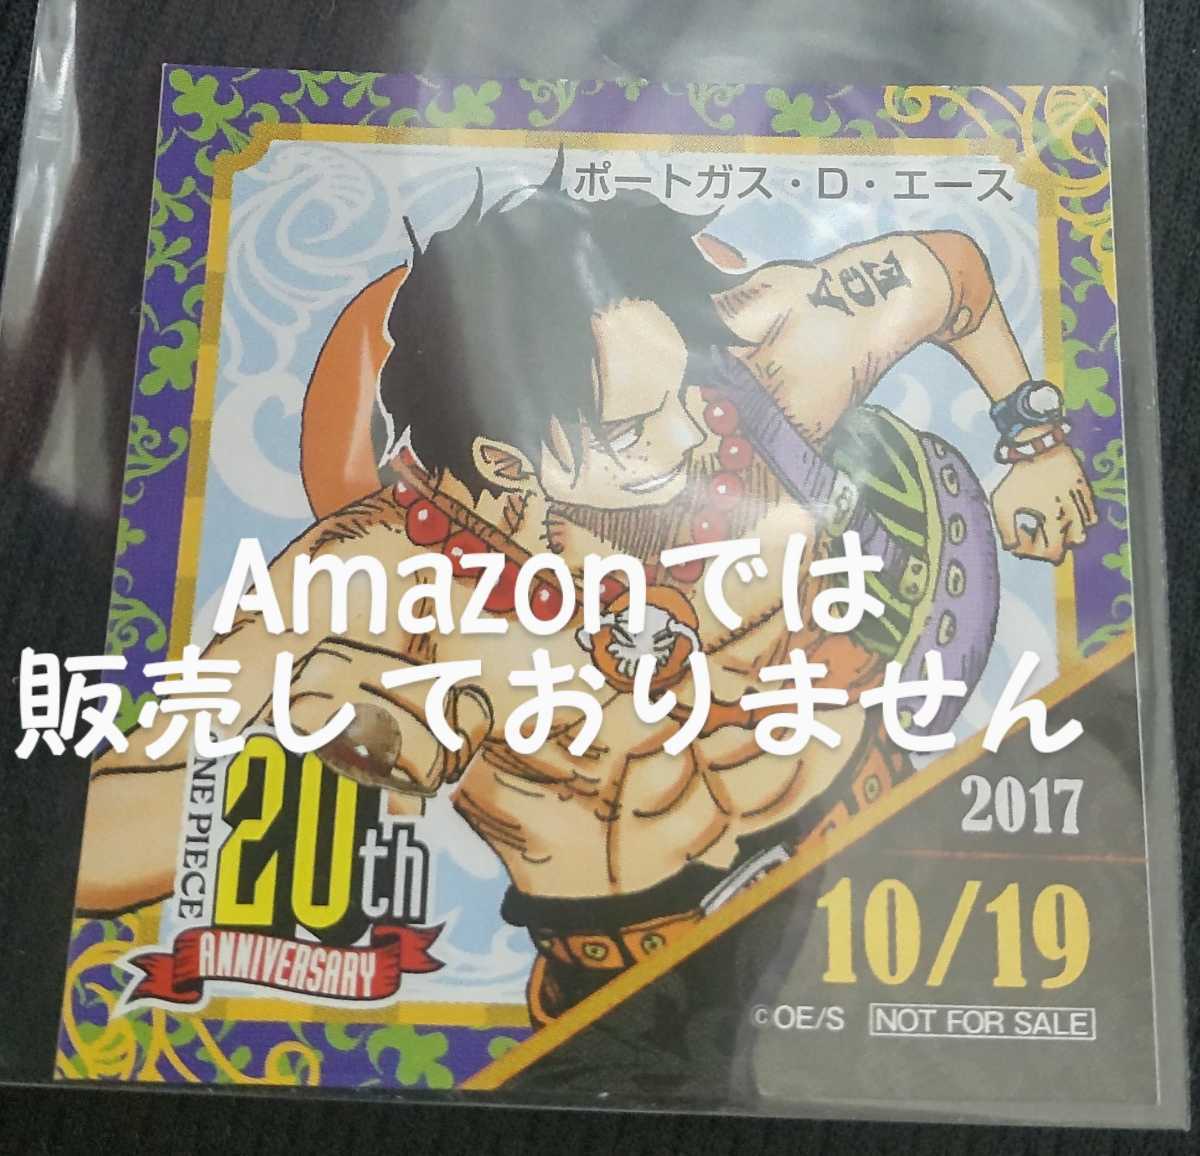 ポートガス・D・エース
Amazonでは
販売しておりません
ONE PIECE
20th
ANNIVERSARY
2017
10/19
©OE/S NOT FOR SALE